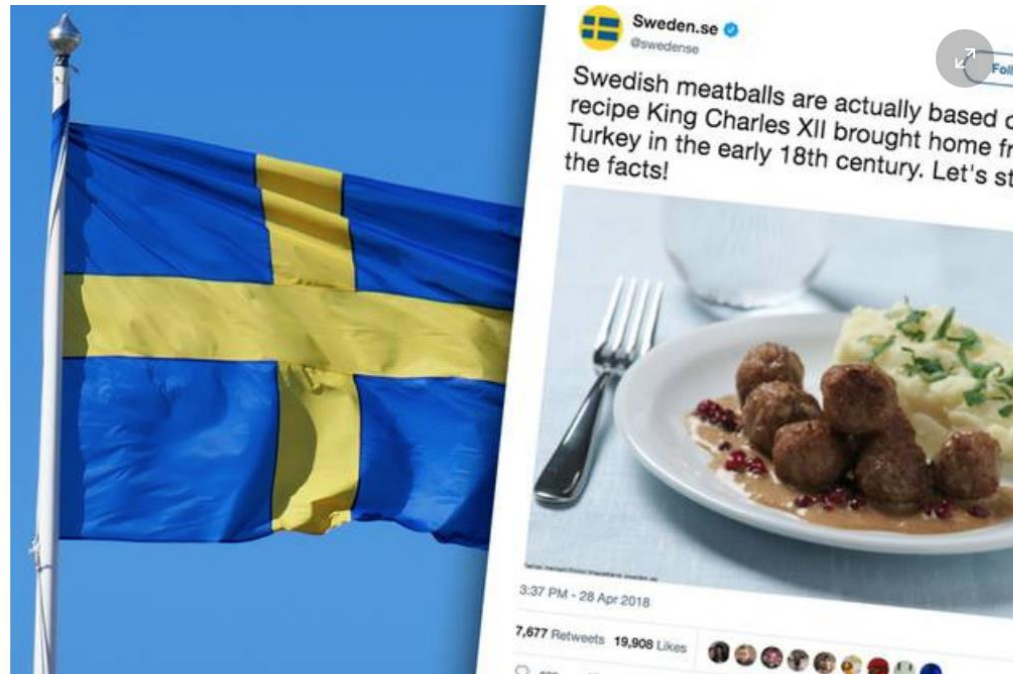 Sweden.se
@swedense
Swedish meatballs are actually based
recipe King Charles XII brought home
Turkey in the early 18th century. Let's
the facts!
3:37 PM - 28 Apr 2018
7,677 Retweets 19,908 Likes